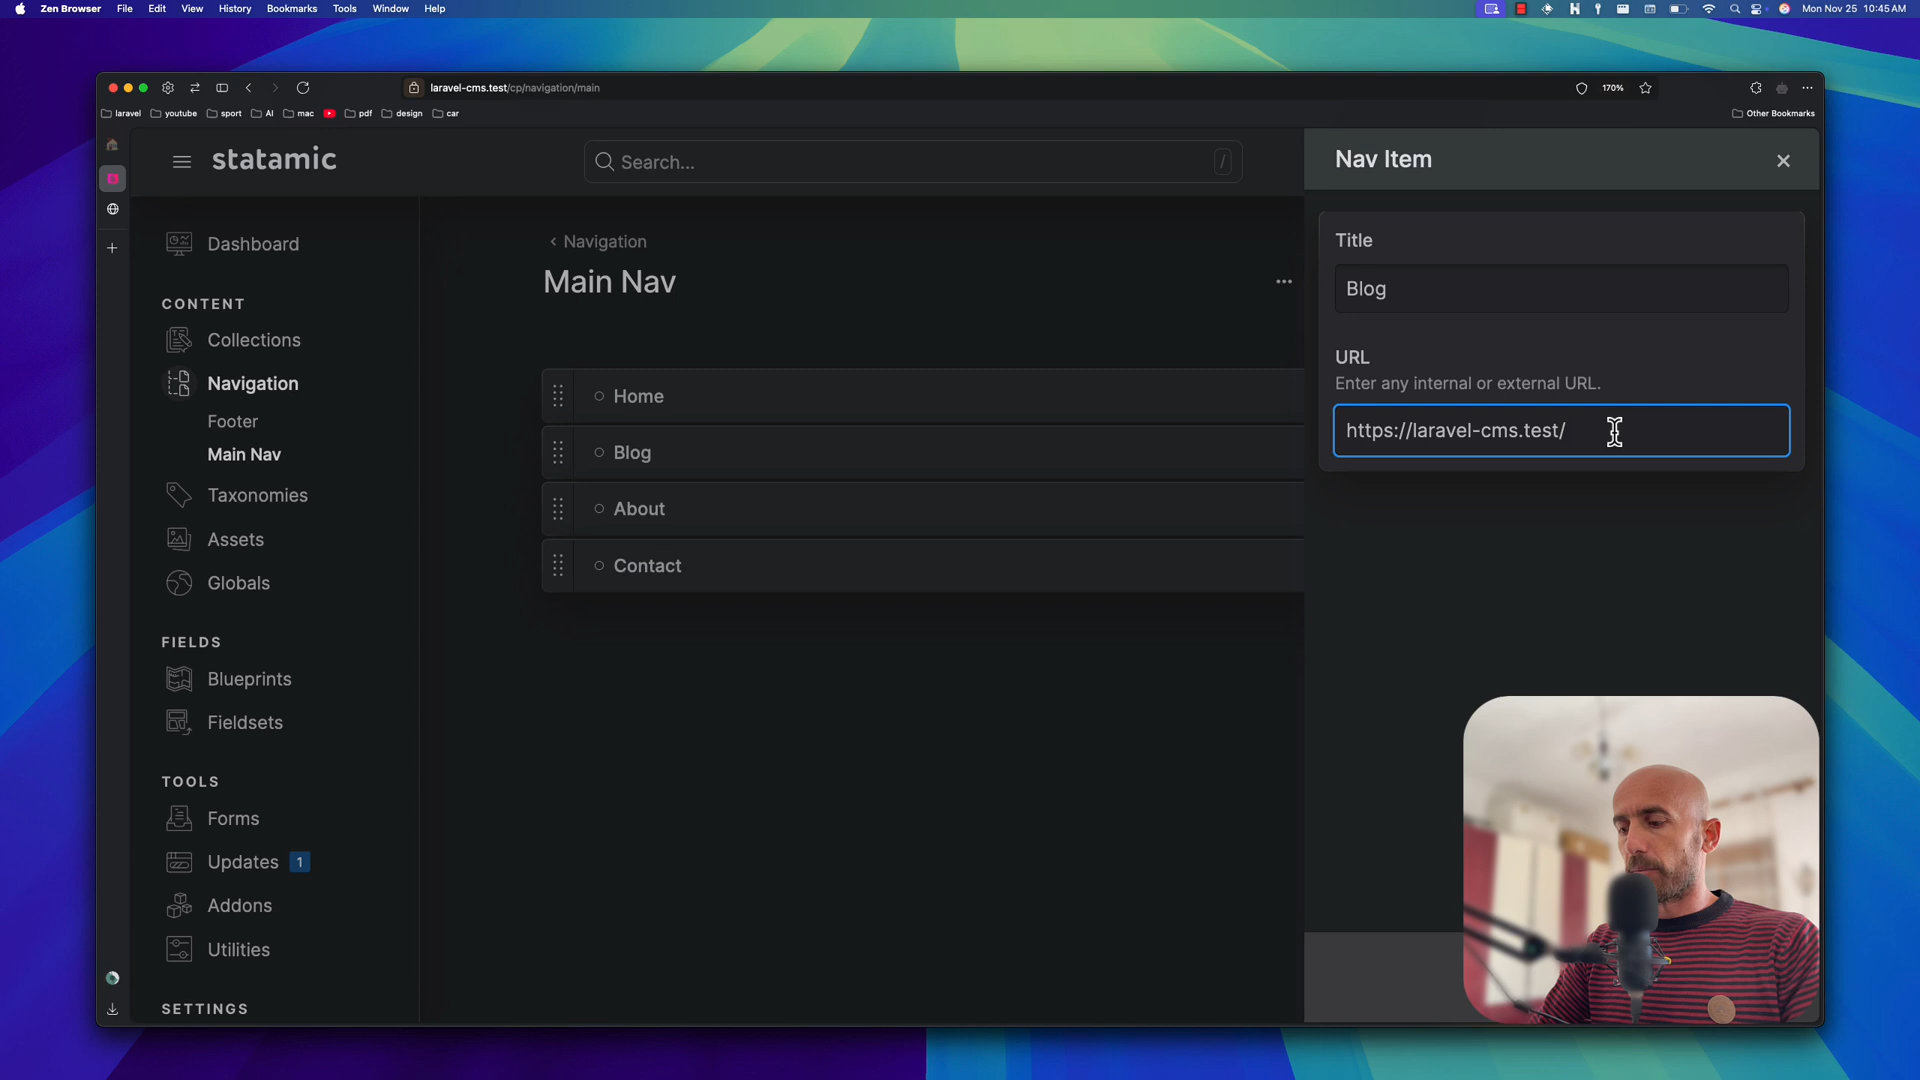 Zen Browser File Edit View History Bookmarks Tools Window Help
Mon Nov 25 10:45 AM
laravel-cms.test/cp/navigation/main
170%
laravel youtube sport AI mac pdf design car
Other Bookmarks
statamic
Search...
/
Nav Item
Dashboard
CONTENT
Collections
Navigation
Footer
Main Nav
Taxonomies
Assets
Globals
FIELDS
Blueprints
Fieldsets
TOOLS
Forms
Updates 1
Addons
Utilities
SETTINGS
Navigation
Main Nav
Home
Blog
About
Contact
Title
Blog
URL
Enter any internal or external URL.
https://laravel-cms.test/